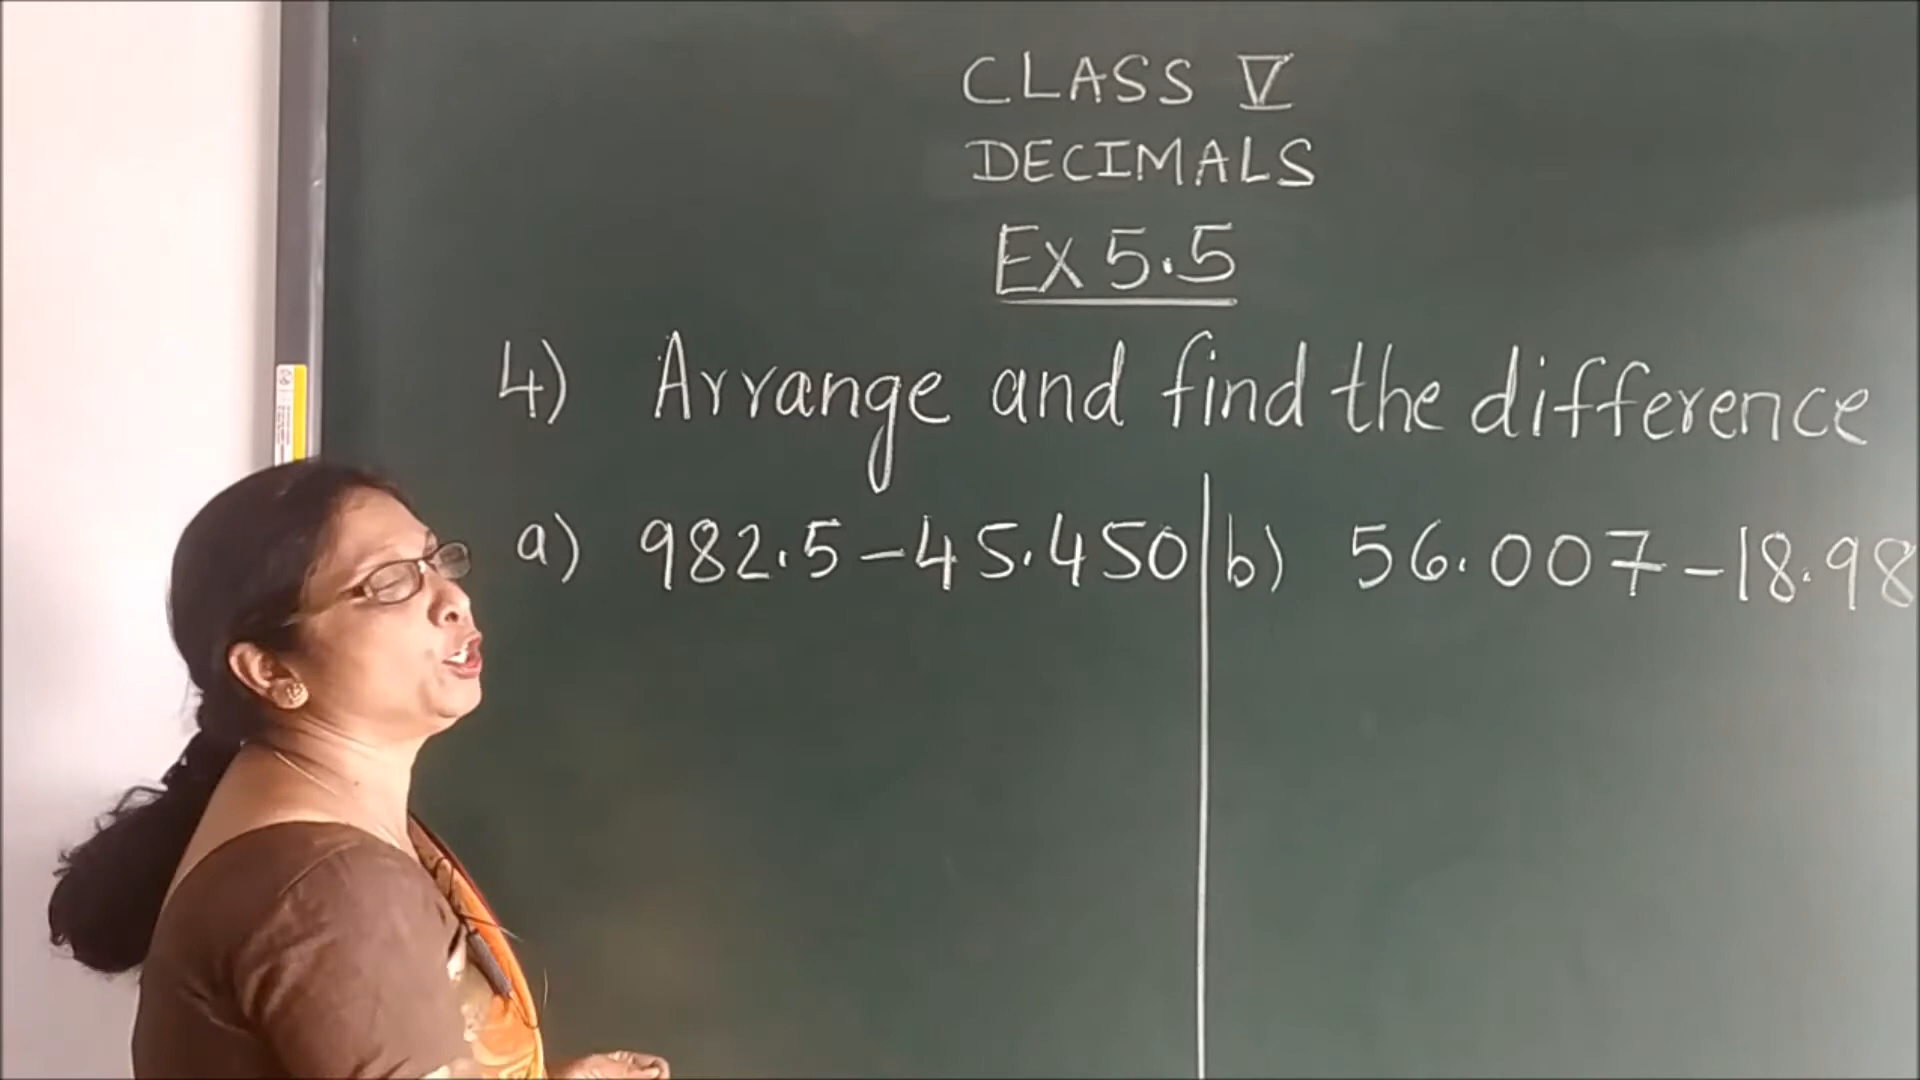 CLASS V
DECIMALS
EX 5.5
4) Arrange and find the difference
a) 982.5-45.450
b) 56.007-18.98